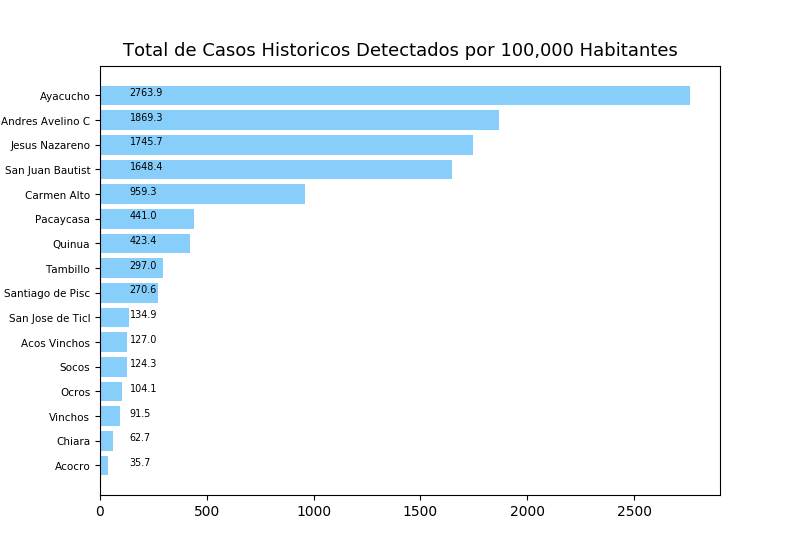 Total de Casos Historicos Detectados por 100,000 Habitantes
Ayacucho 2763.9
Andres Avelino C 1869.3
Jesus Nazareno 1745.7
San Juan Bautist 1648.4
Carmen Alto 959.3
Pacaycasa 441.0
Quinua 423.4
Tambillo 297.0
Santiago de Pisc 270.6
San Jose de Ticl 134.9
Acos Vinchos 127.0
Socos 124.3
Ocros 104.1
Vinchos 91.5
Chiara 62.7
Acocro 35.7
0 500 1000 1500 2000 2500